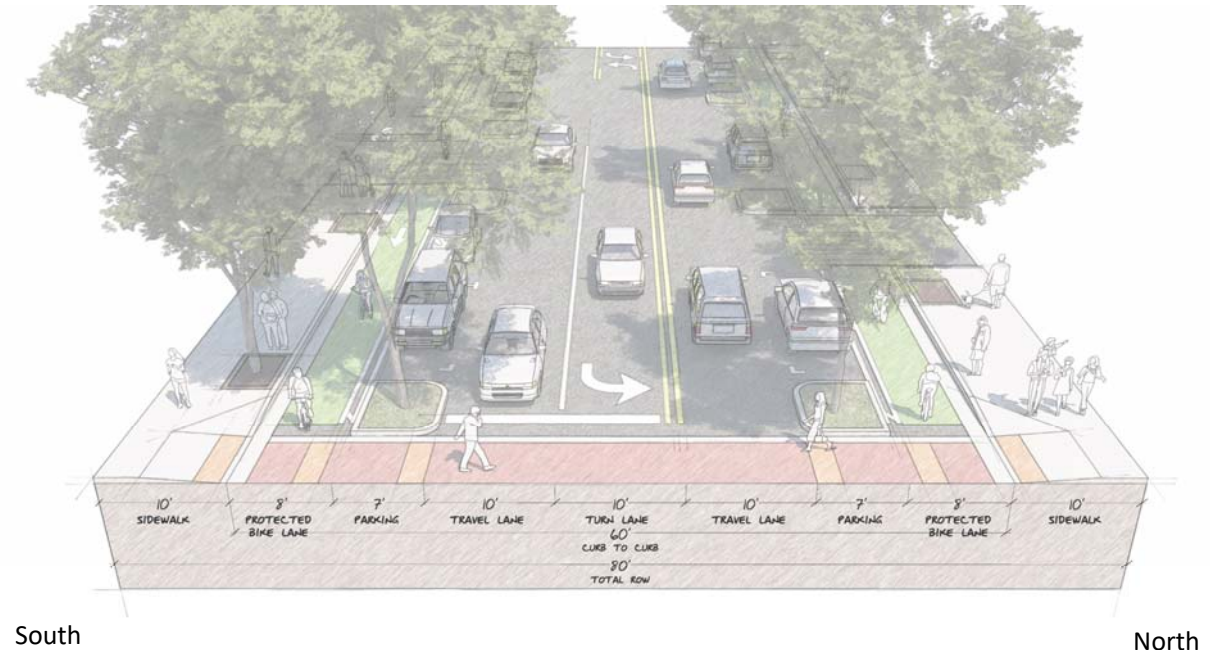 10' 8' 7' 10' 10' 10' 7' 8' 10'
SIDEWALK PROTECTED PARKING TRAVEL LANE TURN LANE TRAVEL LANE PARKING PROTECTED SIDEWALK
BIKE LANE BIKE LANE
60'
CURB TO CURB
80'
TOTAL ROW
South North